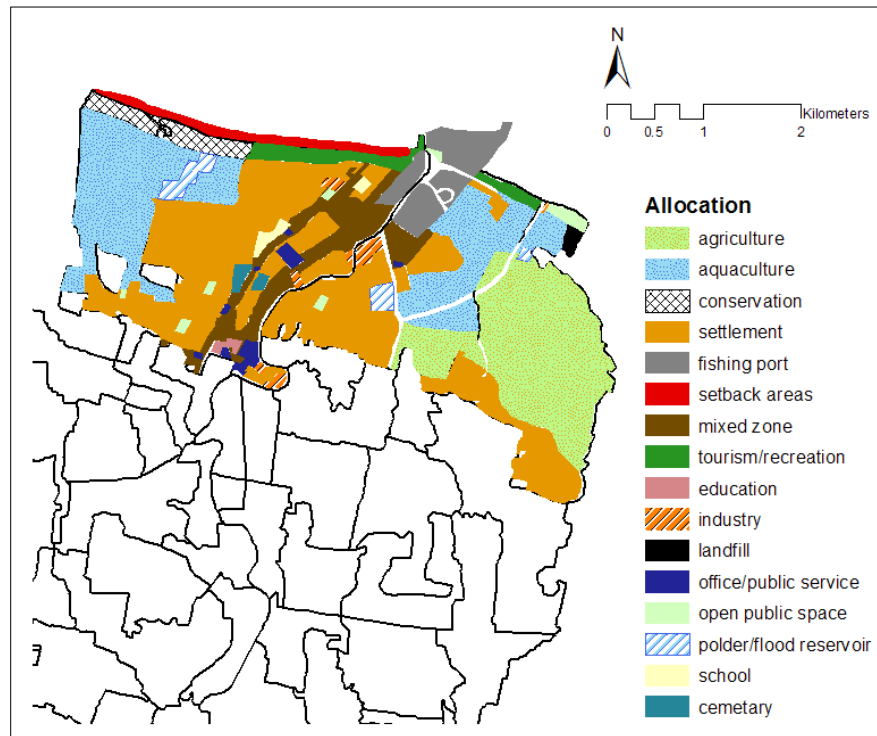 N
Kilometers
0 0.5 1 2
Allocation
agriculture
aquaculture
conservation
settlement
fishing port
setback areas
mixed zone
tourism/recreation
education
industry
landfill
office/public service
open public space
polder/flood reservoir
school
cemetary